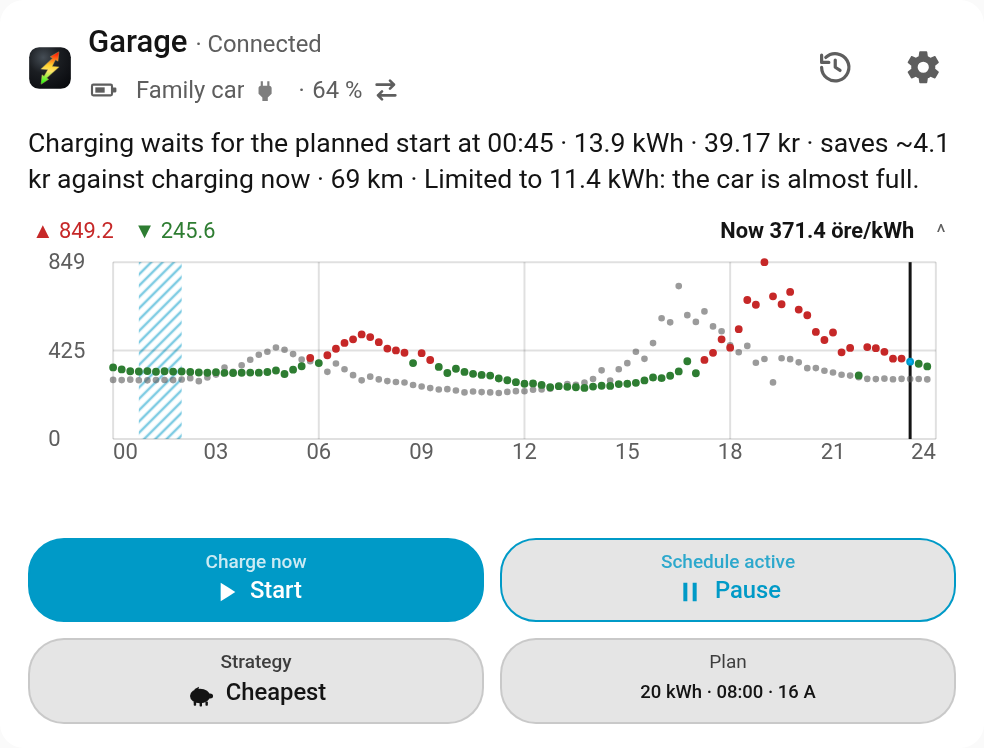 Garage · Connected
Family car · 64 %
Charging waits for the planned start at 00:45 · 13.9 kWh · 39.17 kr · saves ~4.1
kr against charging now · 69 km · Limited to 11.4 kWh: the car is almost full.
▲ 849.2 ▼ 245.6 Now 371.4 öre/kWh ^
849
425
0
00 03 06 09 12 15 18 21 24
Charge now
Start
Schedule active
Pause
Strategy
Cheapest
Plan
20 kWh · 08:00 · 16 A